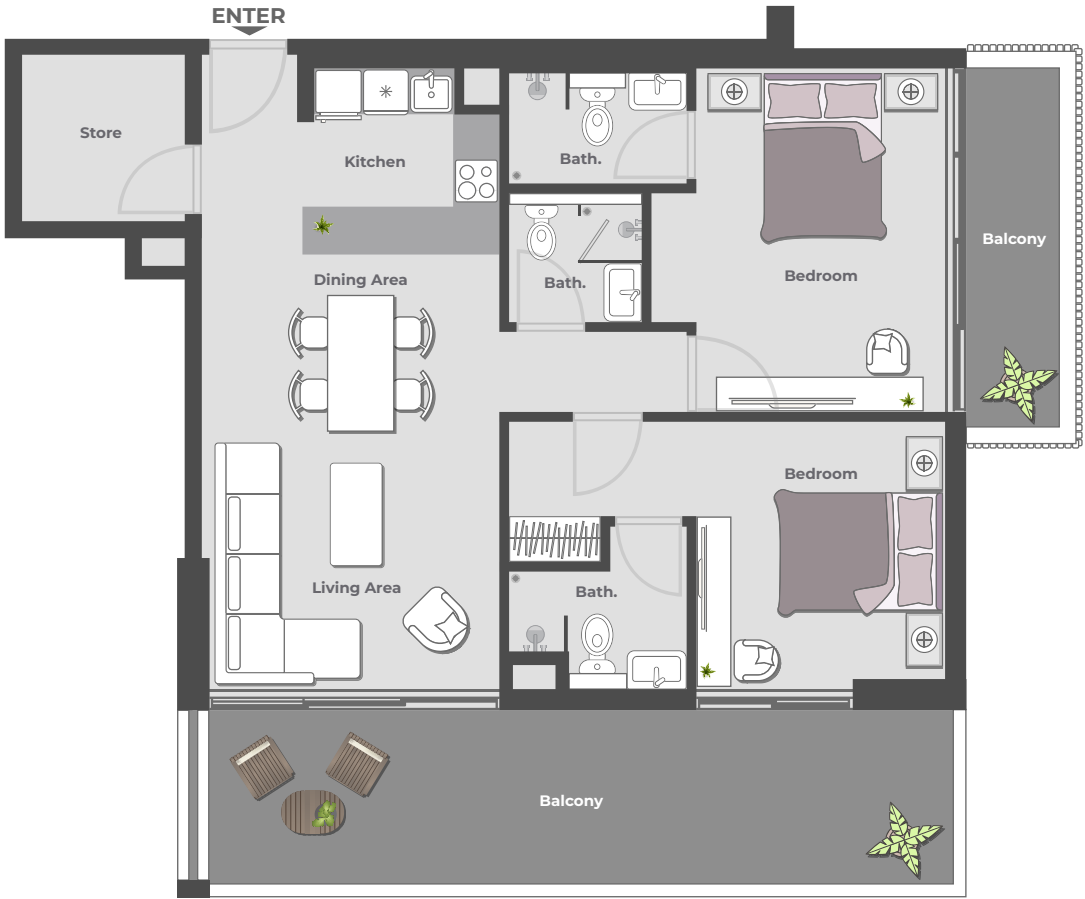 ENTER
Store
Kitchen
Bath.
Bath.
Balcony
Dining Area
Bedroom
Bedroom
Living Area
Bath.
Balcony